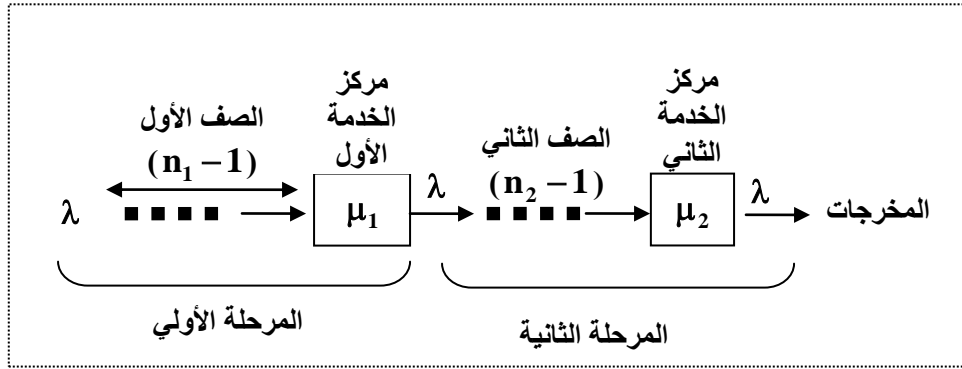 الصف الأول
(n₁ − 1)
λ
مركز
الخدمة
الأول
μ₁
λ
الصف الثاني
(n₂ − 1)
مركز
الخدمة
الثاني
μ₂
λ
المخرجات
المرحلة الأولي
المرحلة الثانية